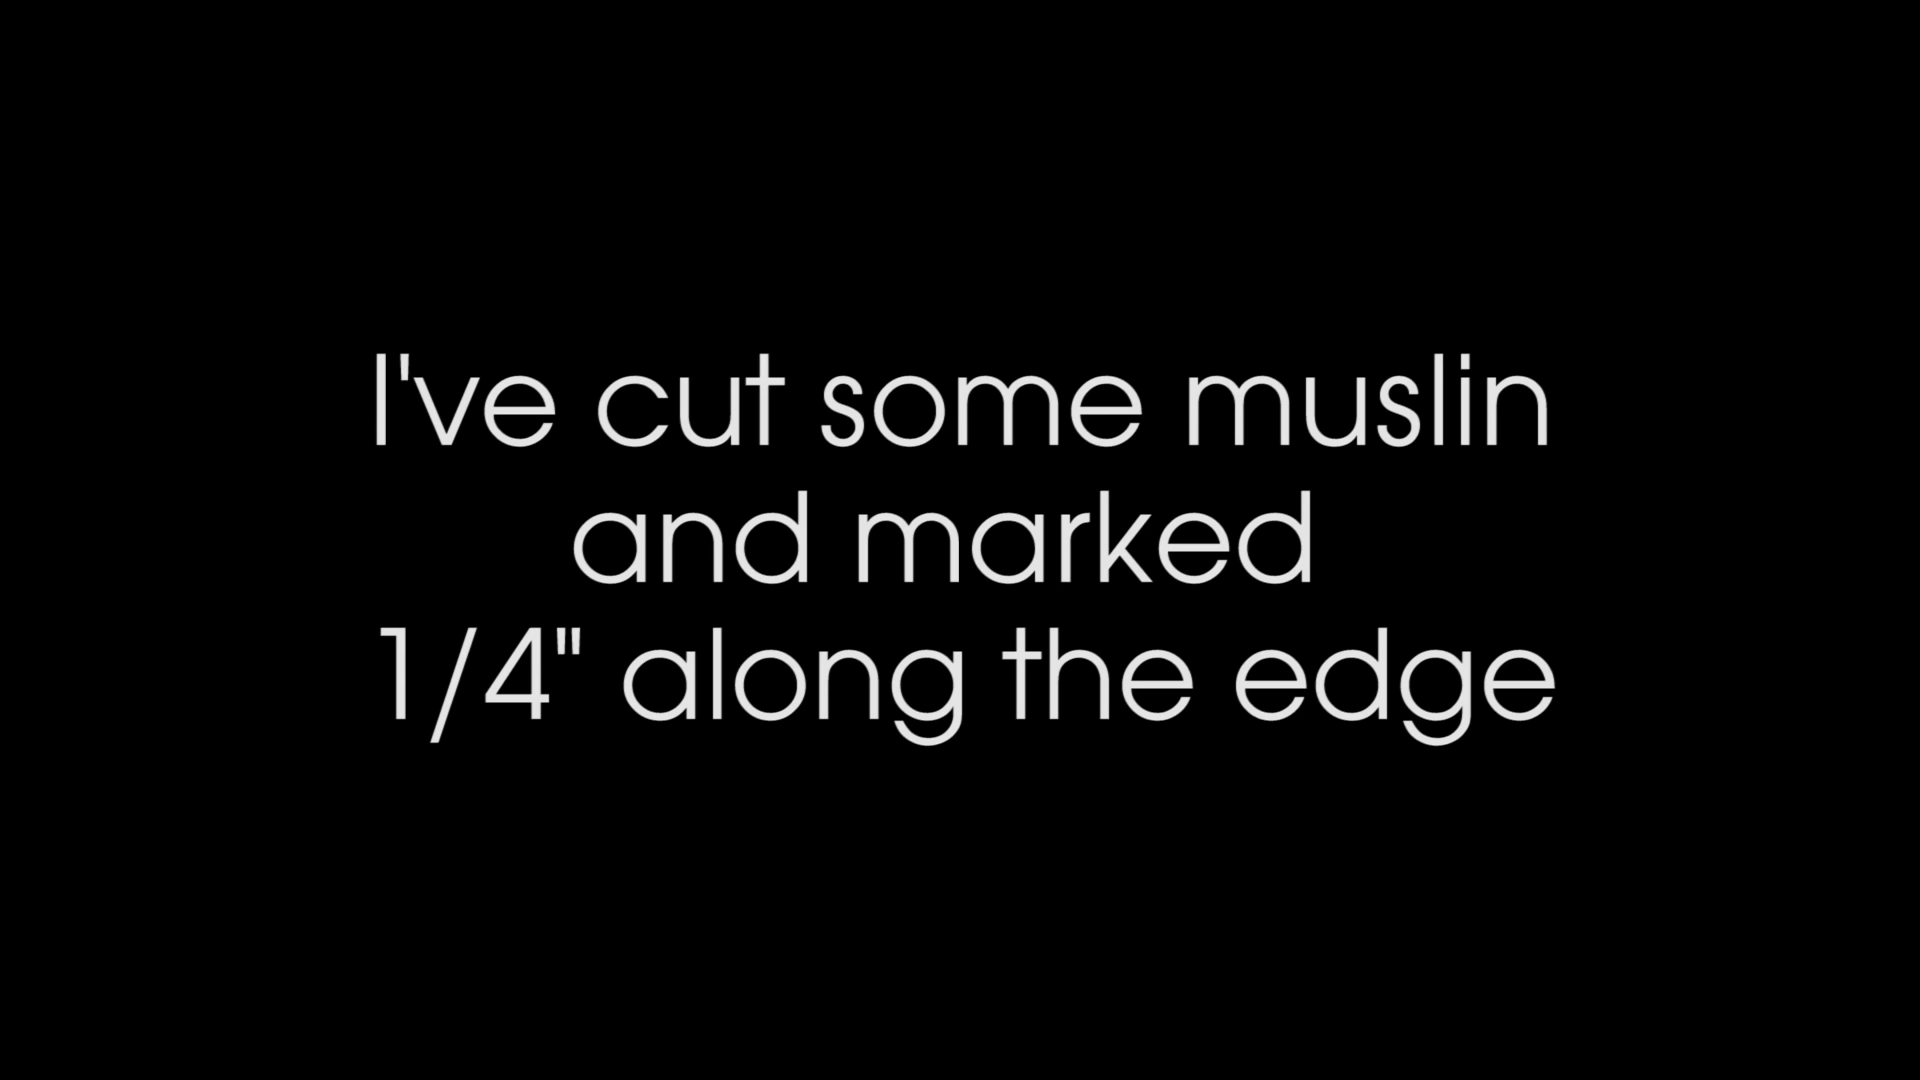 I've cut some muslin
and marked
1/4" along the edge